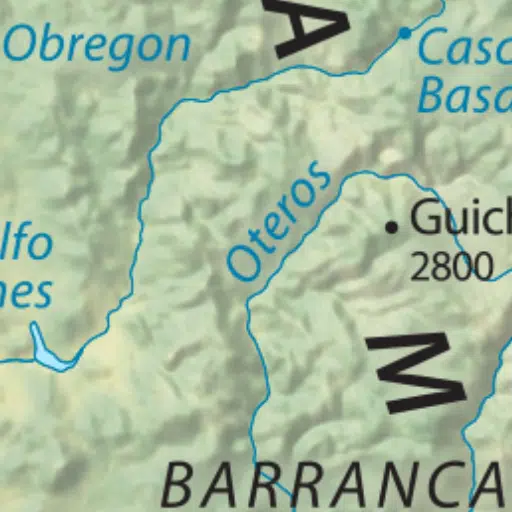 A
Obregon
Casc
Basa
Oteros
Guich
2800
lfo
nes
M
BARRANCA